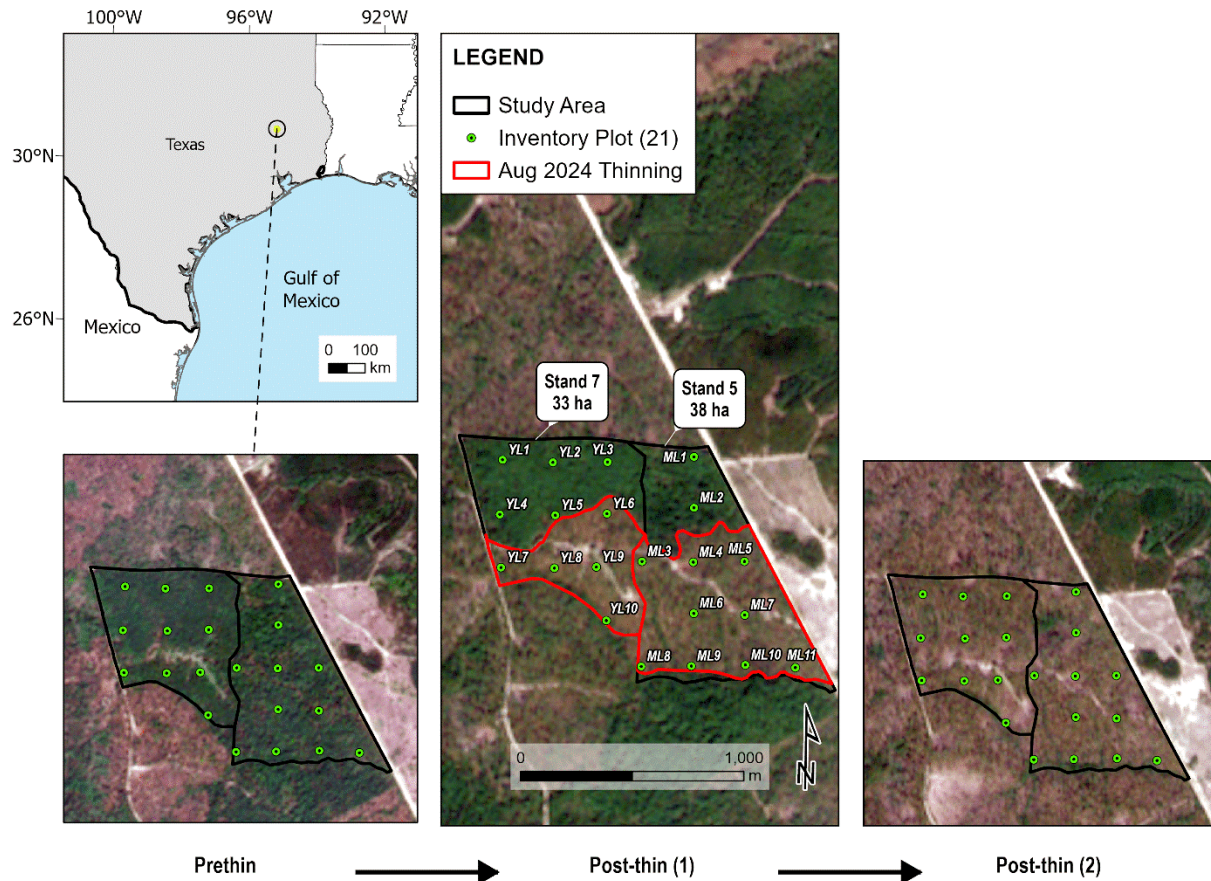 100°W 96°W 92°W
30°N
26°N
Texas
Gulf of
Mexico
Mexico
0 100
km
LEGEND
Study Area
Inventory Plot (21)
Aug 2024 Thinning
Stand 7
33 ha
Stand 5
38 ha
YL1 YL2 YL3 ML1
YL4 YL5 YL6 ML2
YL7 YL8 YL9 ML3 ML4 ML5
YL10 ML6 ML7
ML8 ML9 ML10 ML11
0 1,000
m
N
Prethin Post-thin (1) Post-thin (2)